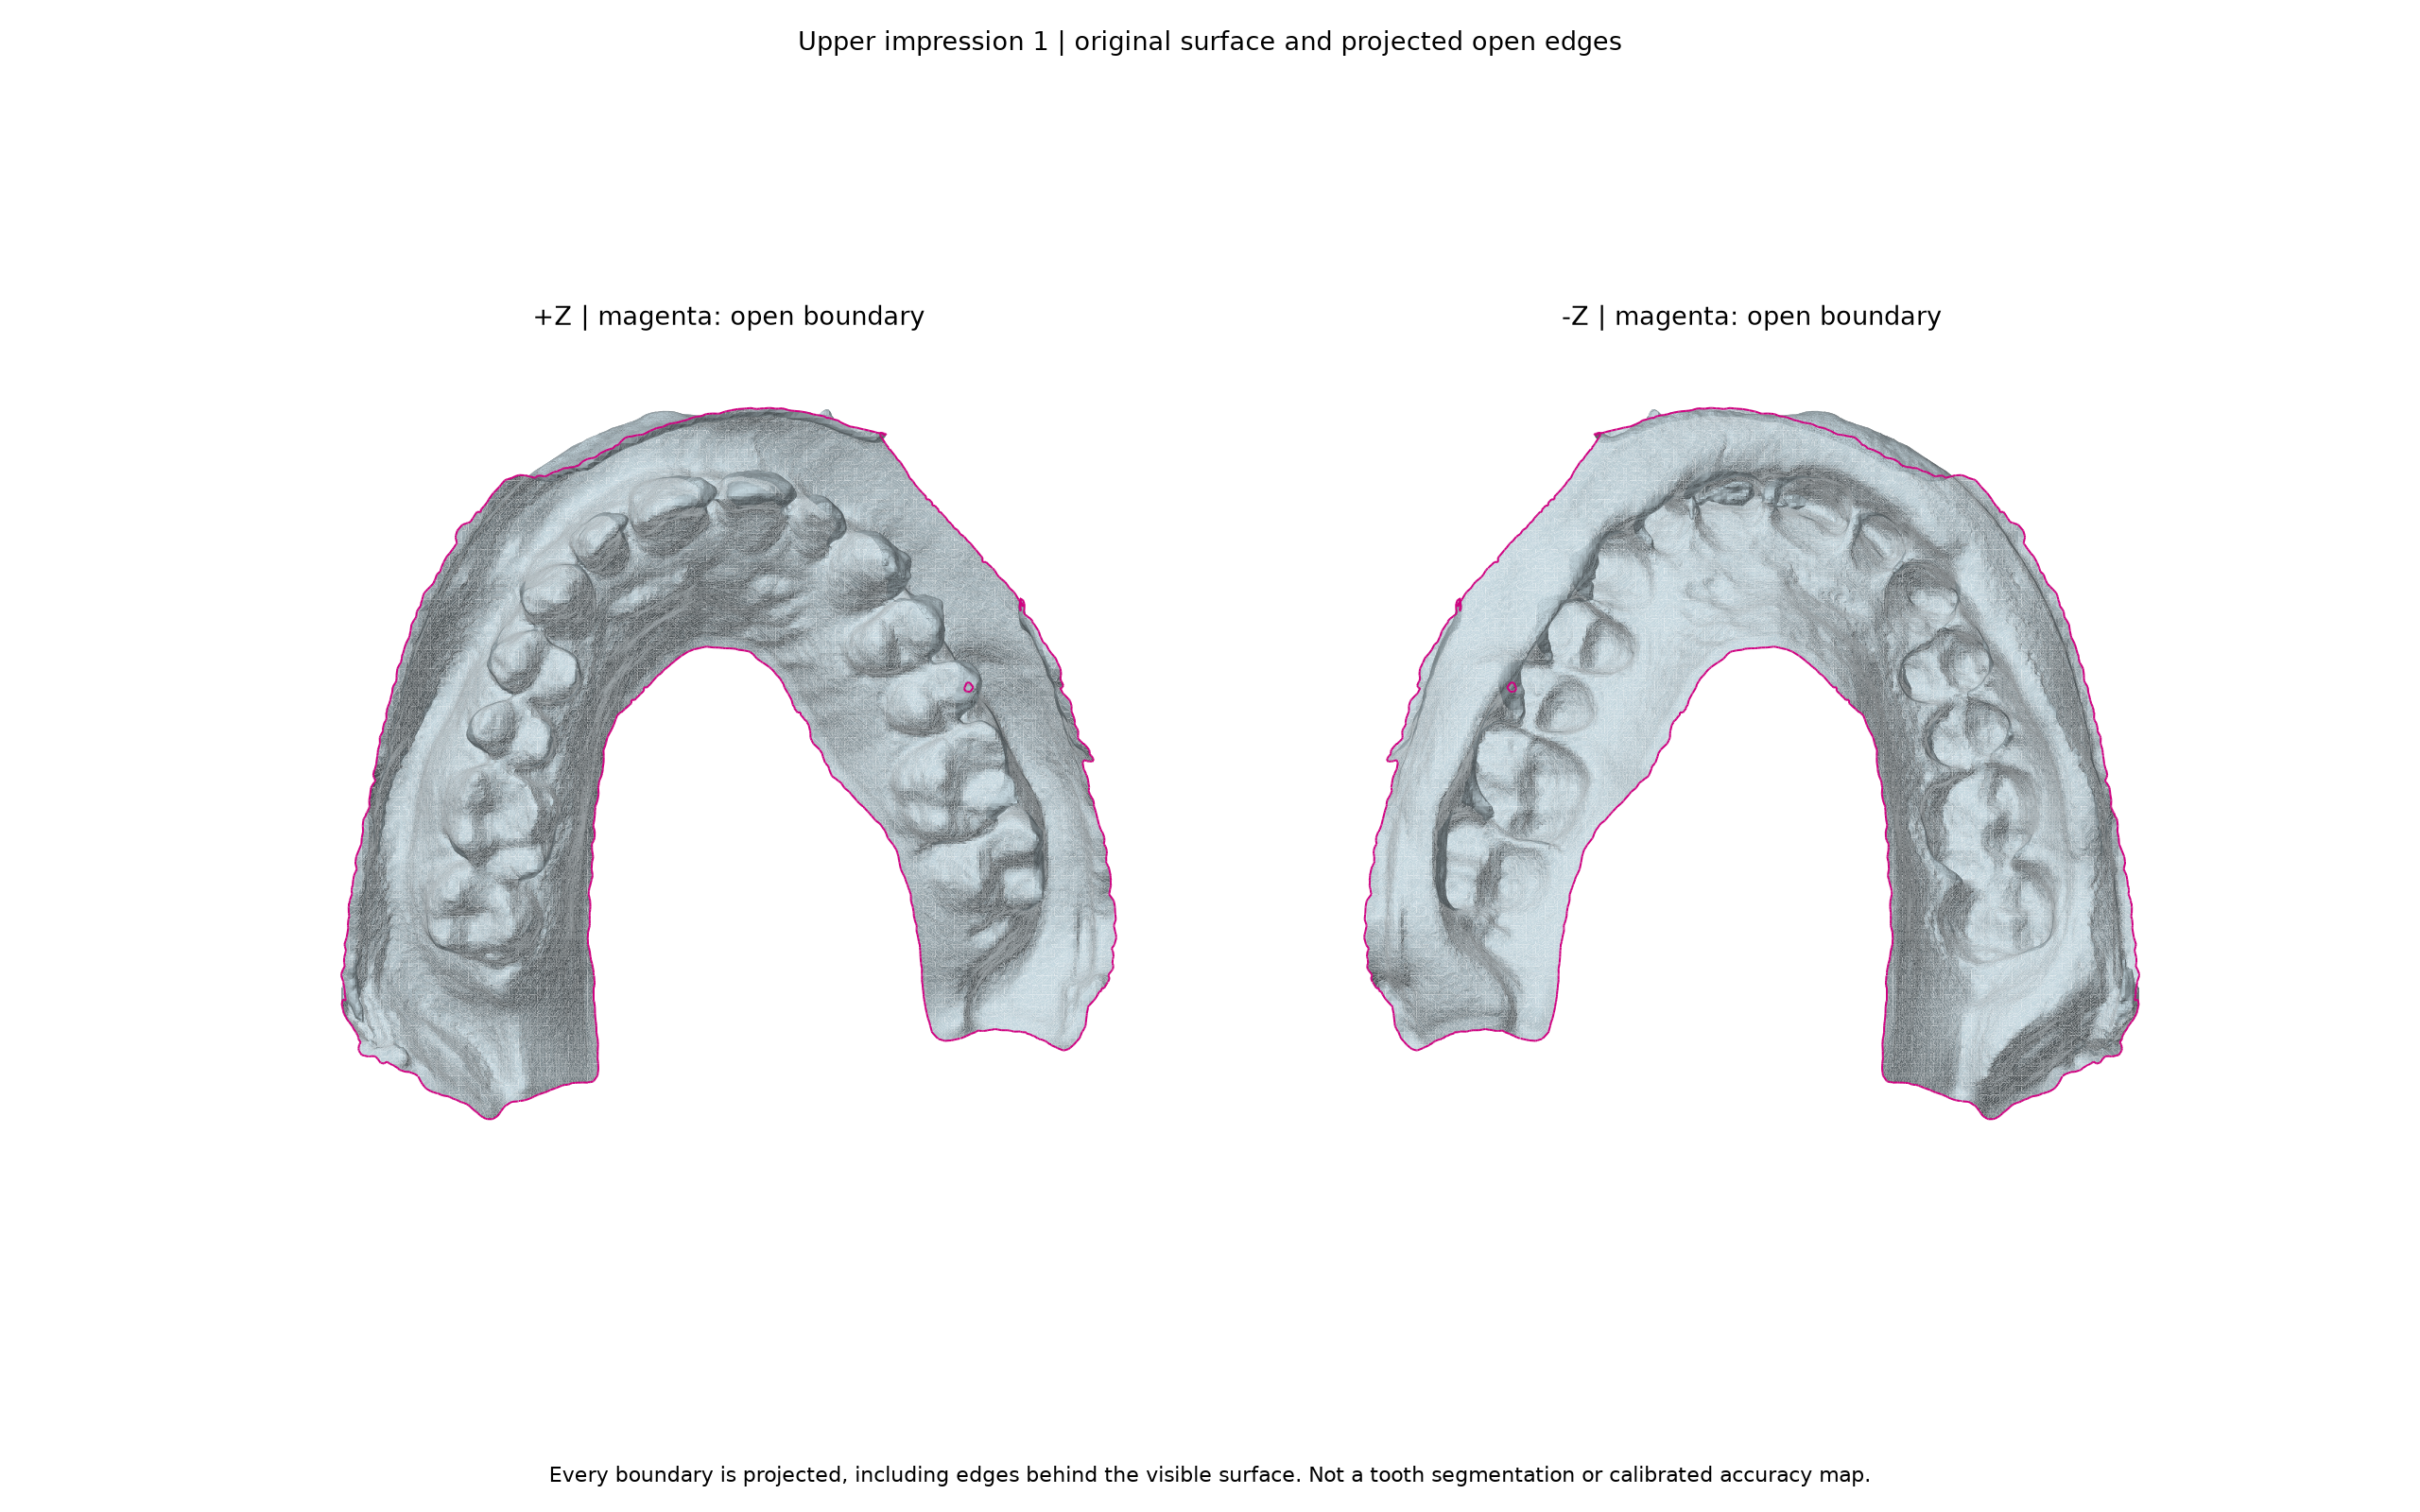 Upper impression 1 | original surface and projected open edges
+Z | magenta: open boundary
-Z | magenta: open boundary
Every boundary is projected, including edges behind the visible surface. Not a tooth segmentation or calibrated accuracy map.